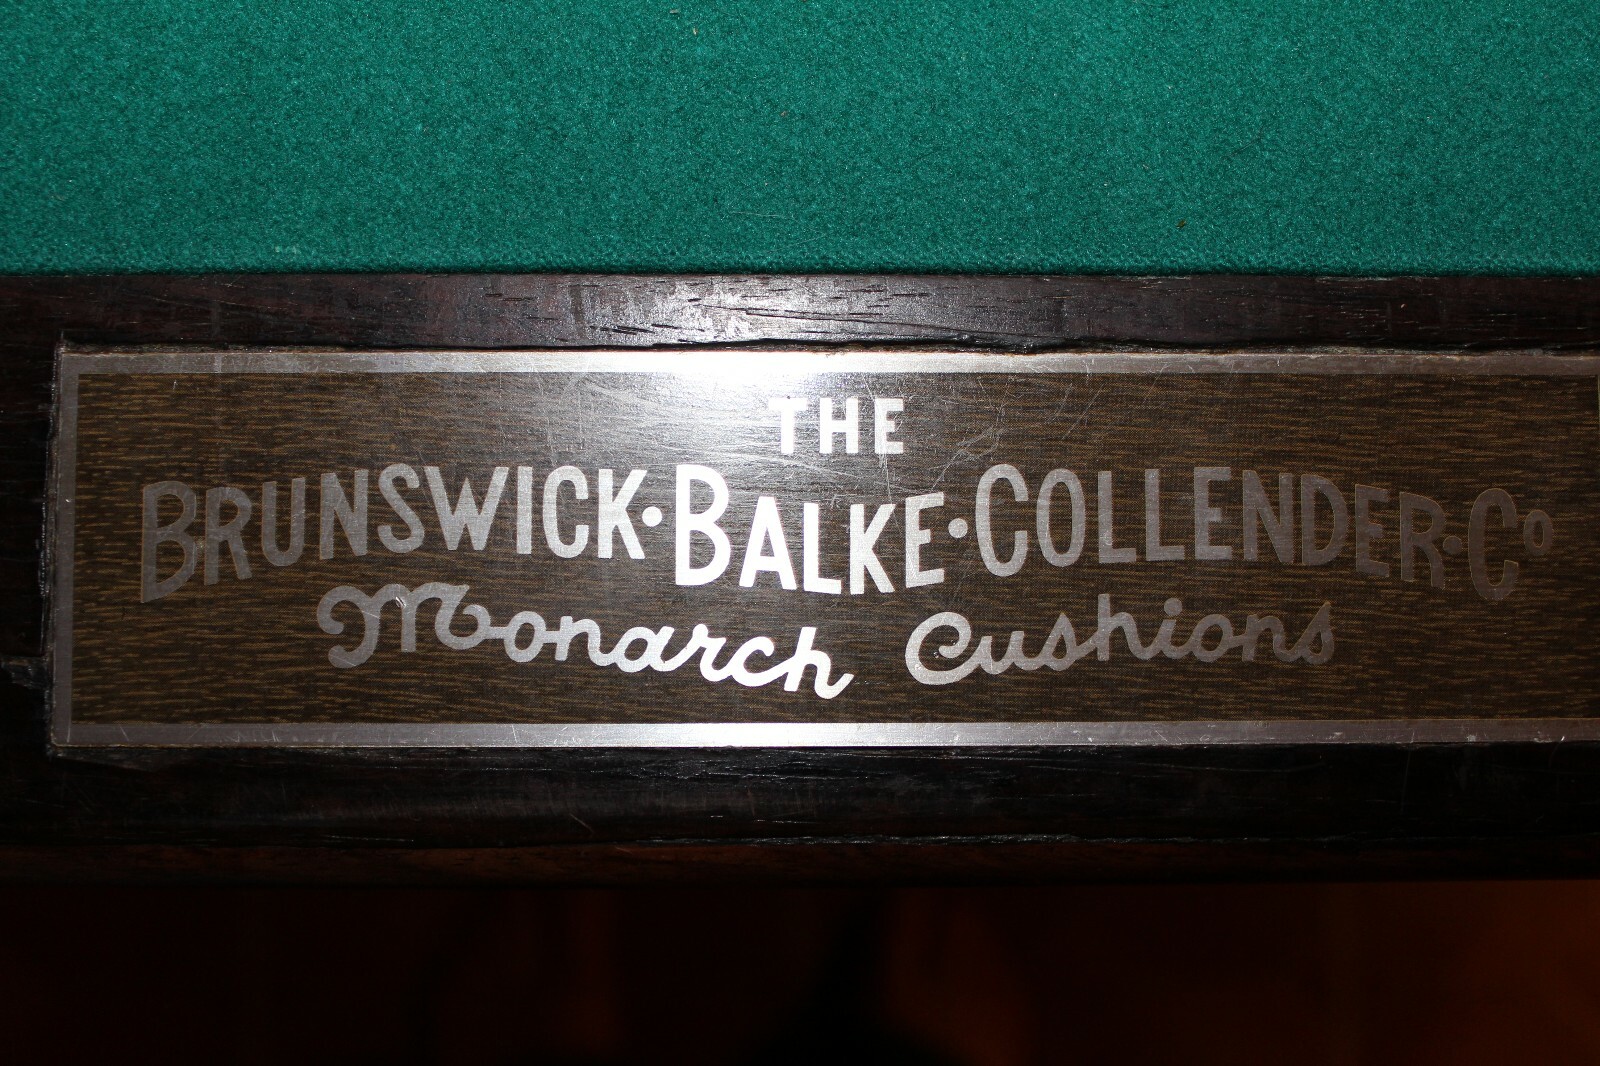 THE
BRUNSWICK·BALKE·COLLENDER·Co
Monarch Cushions